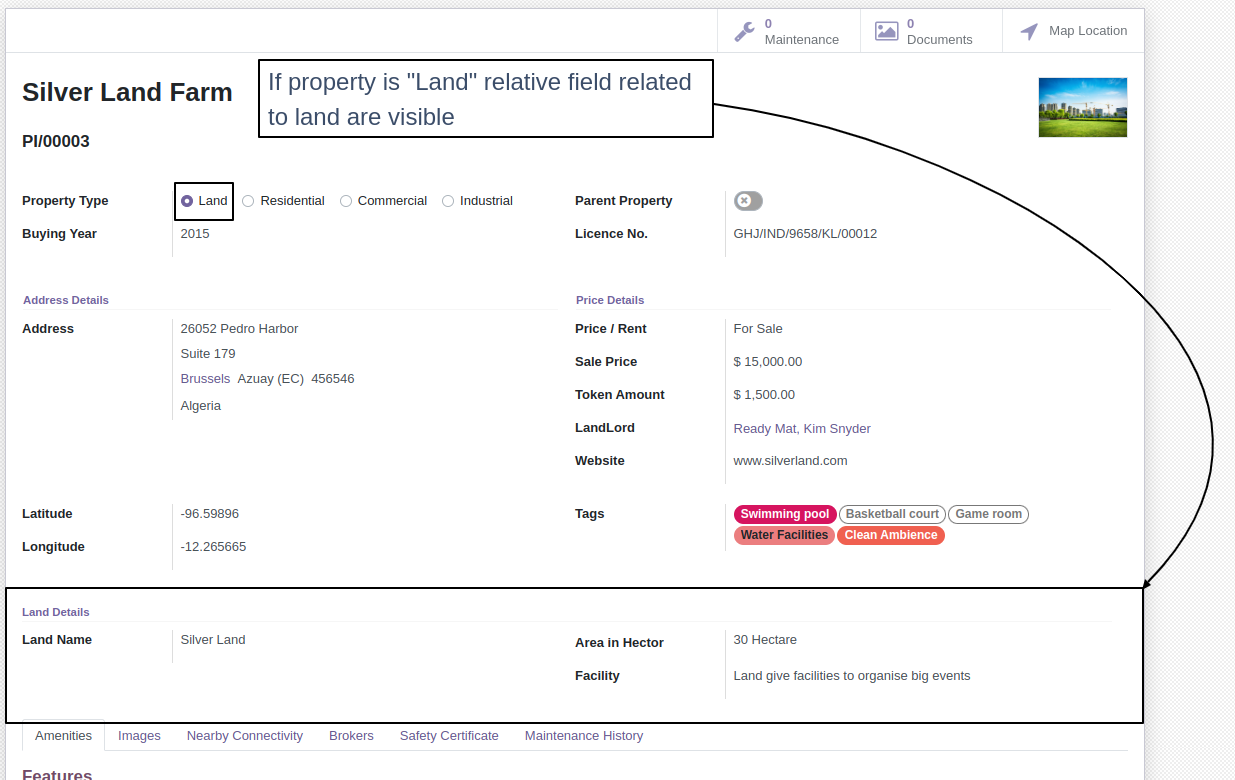 0
Maintenance
0
Documents
Map Location
Silver Land Farm
If property is "Land" relative field related
to land are visible
PI/00003
Property Type Land Residential Commercial Industrial
Parent Property
Buying Year 2015
Licence No. GHJ/IND/9658/KL/00012
Address Details
Price Details
Address 26052 Pedro Harbor
Suite 179
Brussels Azuay (EC) 456546
Algeria
Price / Rent For Sale
Sale Price $ 15,000.00
Token Amount $ 1,500.00
LandLord Ready Mat, Kim Snyder
Website www.silverland.com
Latitude -96.59896
Longitude -12.265665
Tags Swimming pool Basketball court Game room
Water Facilities Clean Ambience
Land Details
Land Name Silver Land
Area in Hector 30 Hectare
Facility Land give facilities to organise big events
Amenities Images Nearby Connectivity Brokers Safety Certificate Maintenance History
Features